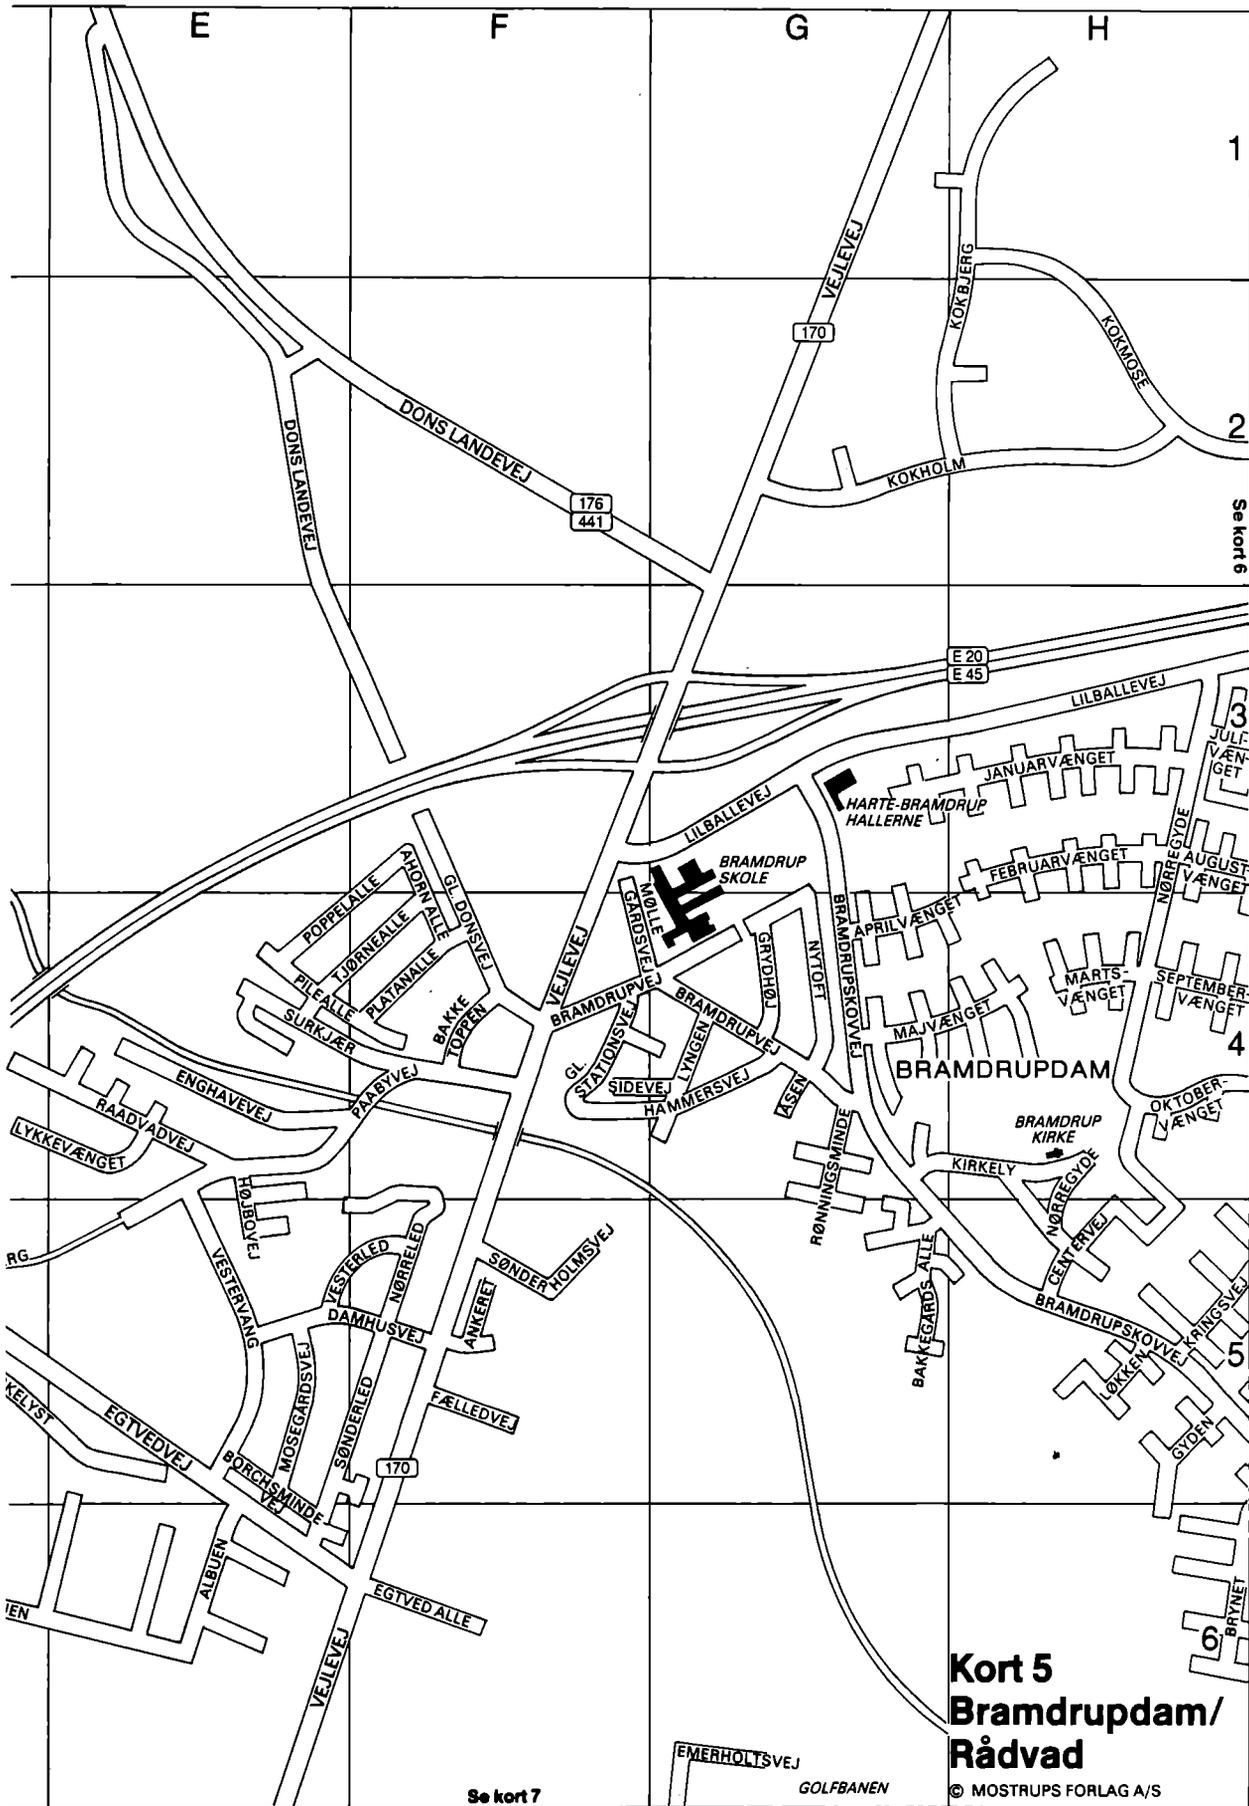 E
F
G
H
1
VEJLEVEJ
KOKBJERG
170
KOKMOSE
2
DONS LANDEVEJ
DONS LANDEVEJ
KOKHOLM
176
441
Se kort 6
E 20
E 45
LILBALLEVEJ
3
JULI-
VÆN-
GET
JANUARVÆNGET
HARTE-BRAMDRUP
HALLERNE
LILBALLEVEJ
NØRREGYDE
FEBRUARVÆNGET
AUGUST
VÆNGET
BRAMDRUP
SKOLE
AHORN ALLE
GL. DONSVEJ
POPPELALLE
MØLLE
GÅRDSVEJ
APRILVÆNGET
BRAMDRUPSKOVVEJ
TJØRNEALLE
PLATANALLE
PILEALLE
SURKJÆR
BAKKE
TOPPEN
VEJLEVEJ
BRAMDRUPVEJ
BRAMDRUPVEJ
GRYDHØJ
NYTOFT
MARTS-
VÆNGET
SEPTEMBER-
VÆNGET
MAJVÆNGET
4
BRAMDRUPDAM
GL.
STATIONSVEJ
SIDEVEJ
LYNGEN
HAMMERSVEJ
ÅSEN
ENGHAVEVEJ
PAABYVEJ
RAADVADVEJ
LYKKEVÆNGET
OKTOBER-
VÆNGET
BRAMDRUP
KIRKE
KIRKELY
NØRREGYDE
RØNNINGSMINDE
HØJBOVEJ
CENTERVEJ
RG
VESTERVANG
VESTERLED
NØRRELED
SØNDER
HOLMSVEJ
BAKKEGÅRDS ALLE
DAMHUSVEJ
ANKERET
BRAMDRUPSKOVVEJ
KRINGSVEJ
5
LØKKEN
KELYST
EGTVEDVEJ
MOSEGÅRDSVEJ
SØNDERLED
FÆLLEDVEJ
GYDEN
BORCHSMINDE
VEJ
170
ALBUEN
EGTVED ALLE
BRYNET
6
VEJLEVEJ
Kort 5
Bramdrupdam/
Rådvad
EMERHOLTSVEJ
GOLFBANEN
© MOSTRUPS FORLAG A/S
Se kort 7